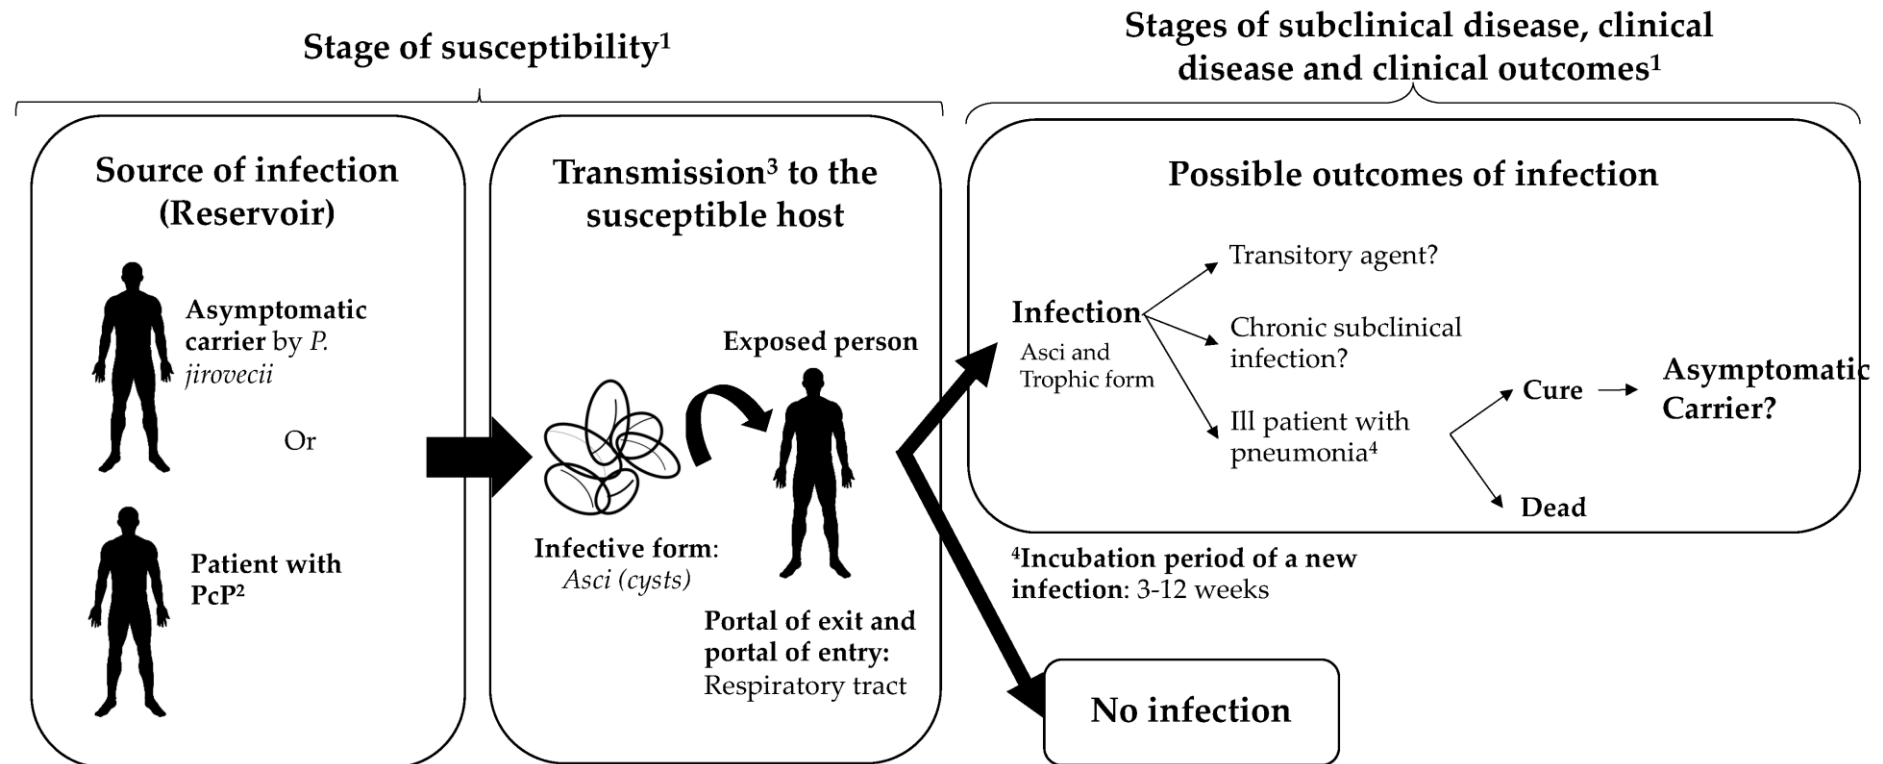 Stage of susceptibility¹
Stages of subclinical disease, clinical
disease and clinical outcomes¹
Source of infection
(Reservoir)
Asymptomatic
carrier by P.
jirovecii
Or
Patient with
PcP²
Transmission³ to the
susceptible host
Exposed person
Infective form:
Asci (cysts)
Portal of exit and
portal of entry:
Respiratory tract
Possible outcomes of infection
Infection
Asci and
Trophic form
Transitory agent?
Chronic subclinical
infection?
Ill patient with
pneumonia⁴
Cure
Asymptomatic
Carrier?
Dead
⁴Incubation period of a new
infection: 3-12 weeks
No infection